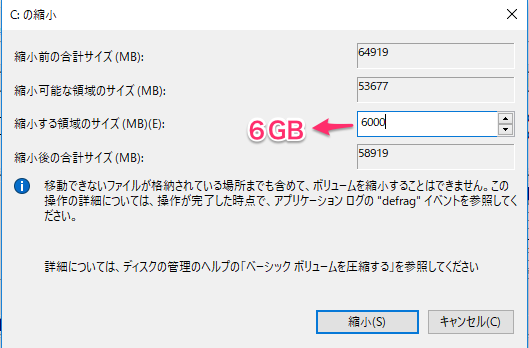 C: の縮小
縮小前の合計サイズ (MB):
64919
縮小可能な領域のサイズ (MB):
53677
縮小する領域のサイズ (MB)(E):
6GB
6000
縮小後の合計サイズ (MB):
58919
移動できないファイルが格納されている場所までも含めて、ボリュームを縮小することはできません。この
操作の詳細については、操作が完了した時点で、アプリケーション ログの "defrag" イベントを参照してく
ださい。
詳細については、ディスクの管理のヘルプの「ベーシック ボリュームを圧縮する」を参照してください
縮小(S)
キャンセル(C)